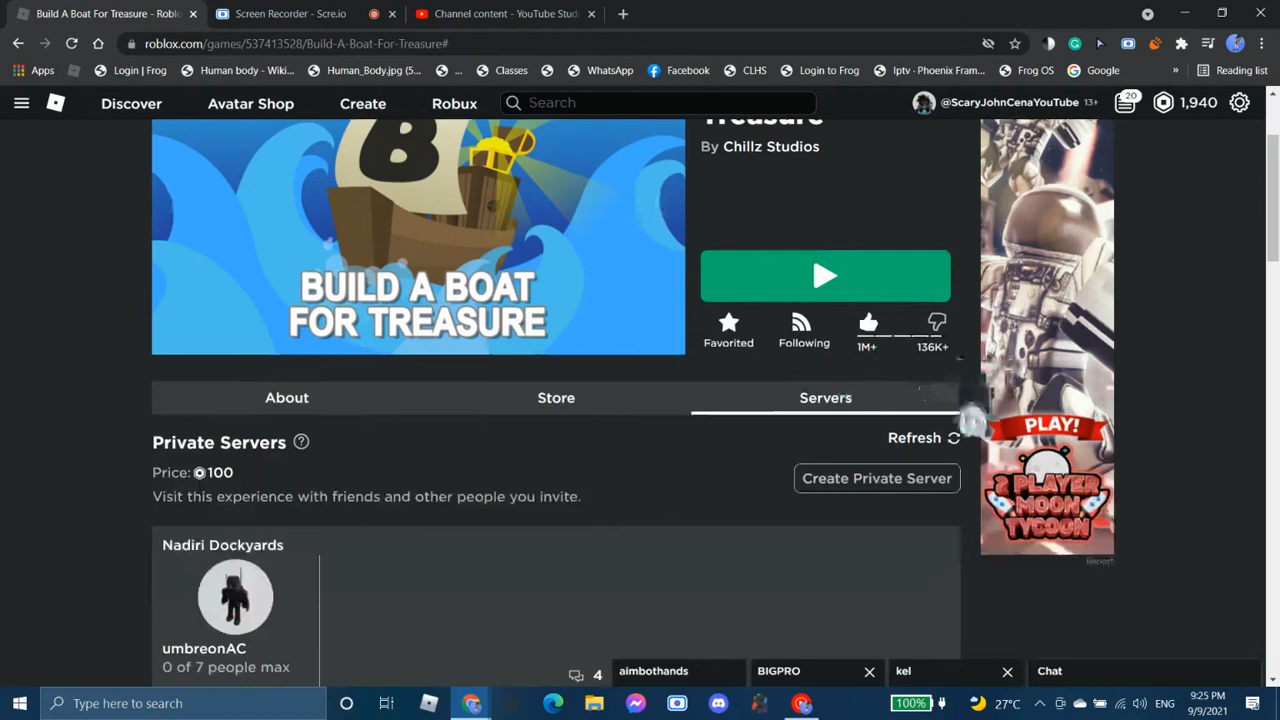 Build A Boat For Treasure - Roblo
Screen Recorder - Scre.io
Channel content - YouTube Studi
roblox.com/games/537413528/Build-A-Boat-For-Treasure#
Apps
Login | Frog
Human body - Wiki...
Human_Body.jpg (5...
...
Classes
WhatsApp
Facebook
CLHS
Login to Frog
Iptv - Phoenix Fram...
Frog OS
Google
»
Reading list
Discover
Avatar Shop
Create
Robux
Search
@ScaryJohnCenaYouTube 13+
20
1,940
B
BUILD A BOAT
FOR TREASURE
Treasure
By Chillz Studios
Favorited
Following
1M+
136K+
About
Store
Servers
Private Servers
Refresh
Price: 100
Create Private Server
Visit this experience with friends and other people you invite.
Nadiri Dockyards
umbreonAC
0 of 7 people max
4
PLAY!
2 PLAYER
MOON
TYCOON
aimbothands
BIGPRO
kel
Chat
Type here to search
100%
27°C
ENG
9:25 PM
9/9/2021